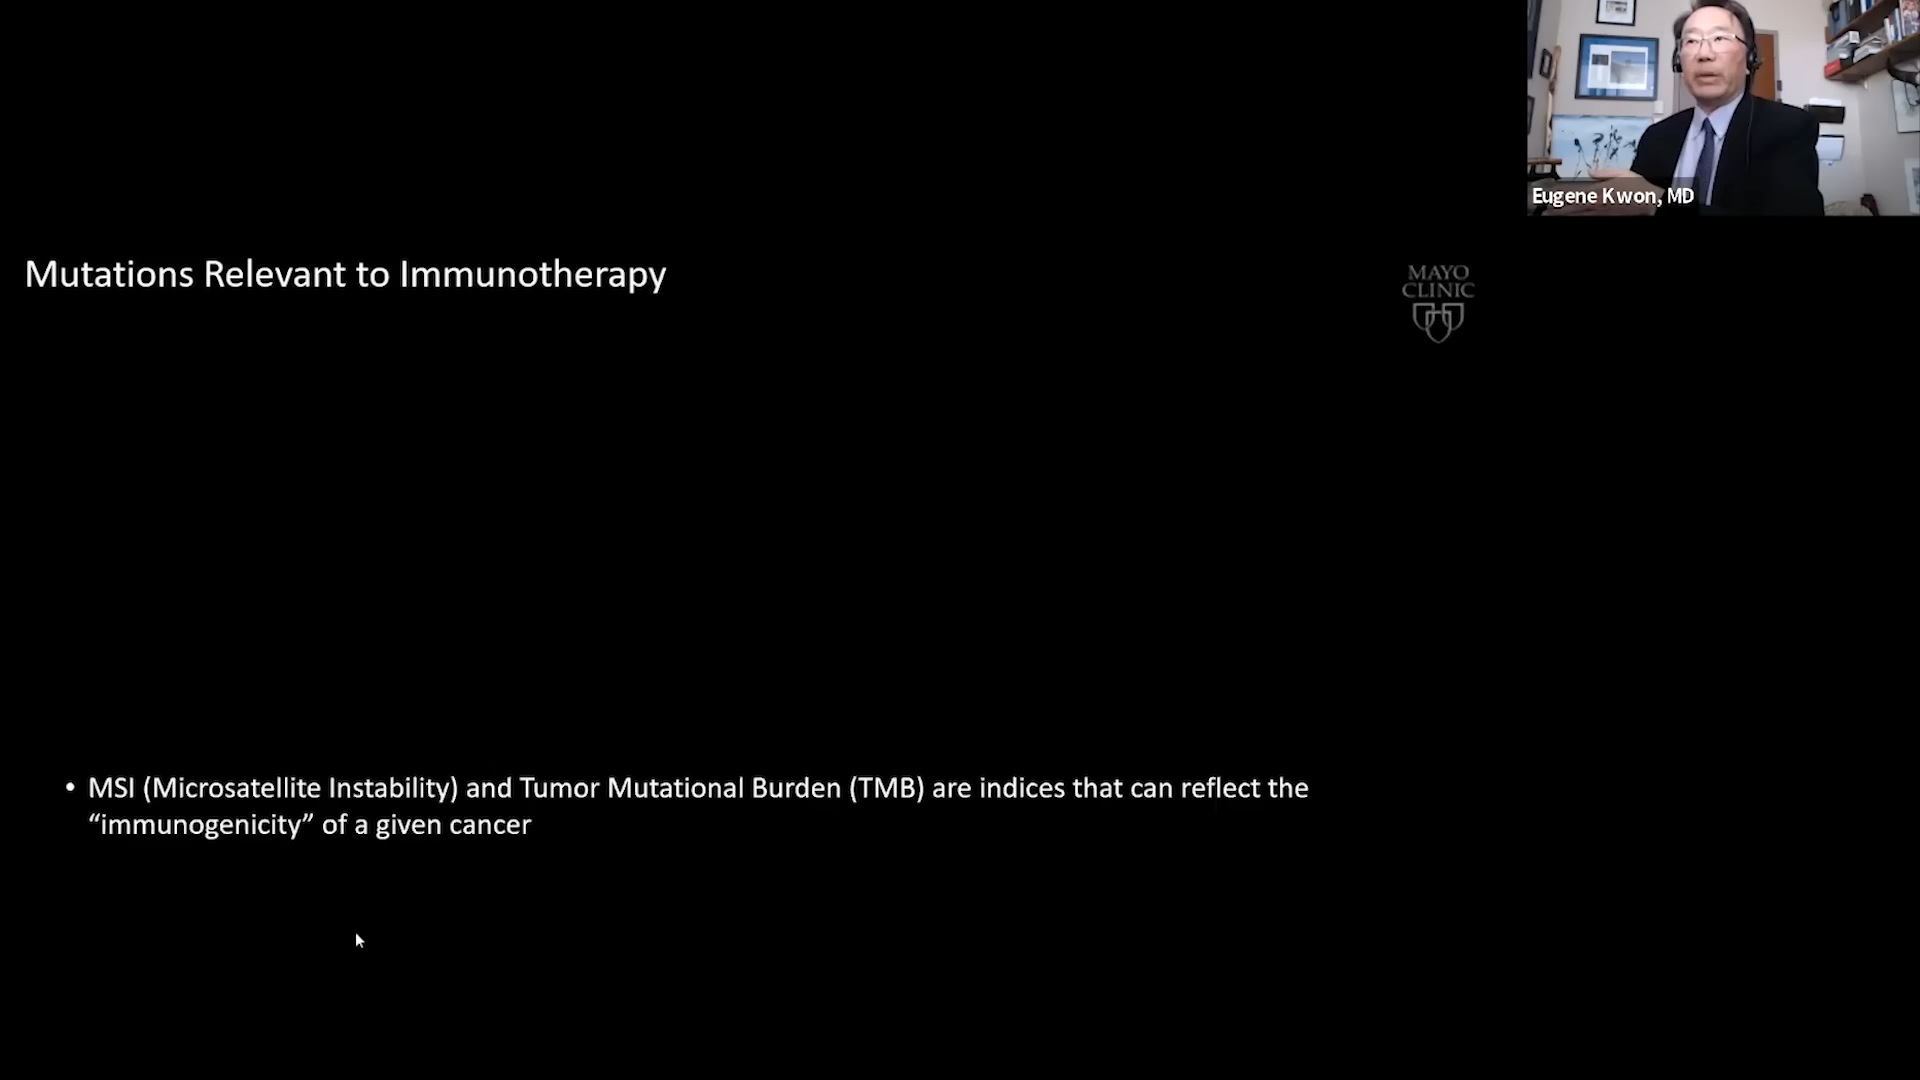 Eugene Kwon, MD
Mutations Relevant to Immunotherapy
MAYO
CLINIC
• MSI (Microsatellite Instability) and Tumor Mutational Burden (TMB) are indices that can reflect the
“immunogenicity” of a given cancer